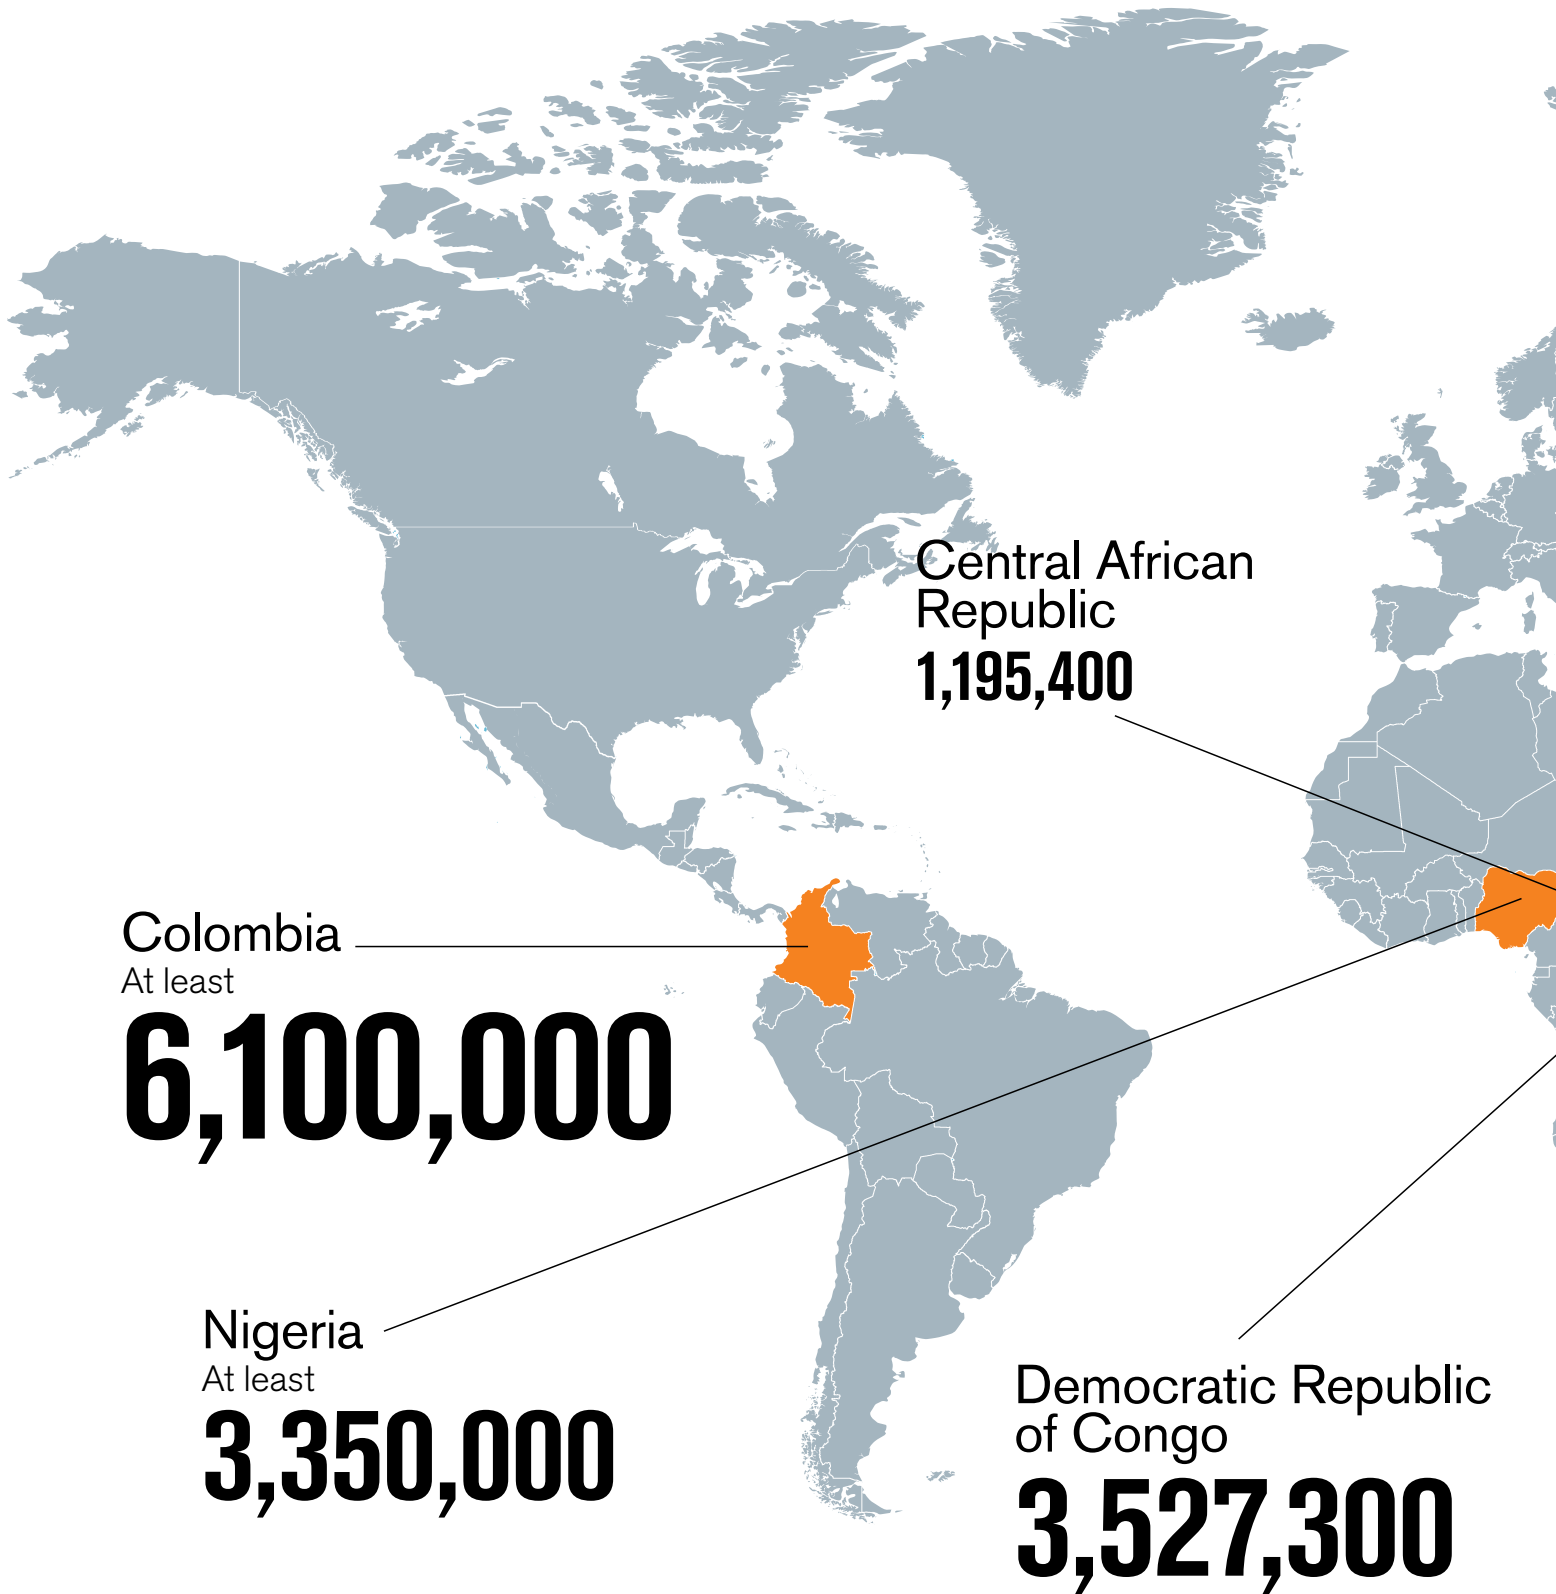 Central African
Republic
1,195,400
Colombia
At least
6,100,000
Nigeria
At least
3,350,000
Democratic Republic
of Congo
3,527,300